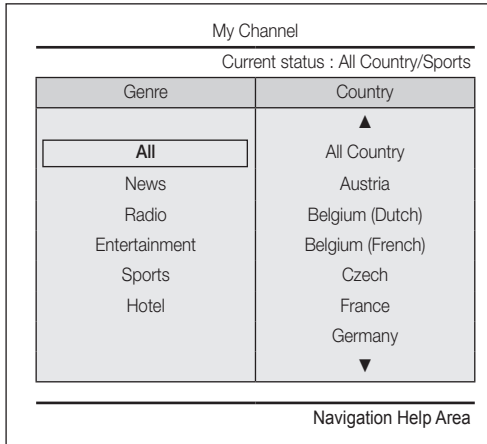 My Channel
Current status : All Country/Sports
Genre Country
▲
All All Country
News Austria
Radio Belgium (Dutch)
Entertainment Belgium (French)
Sports Czech
Hotel France
Germany
▼
Navigation Help Area